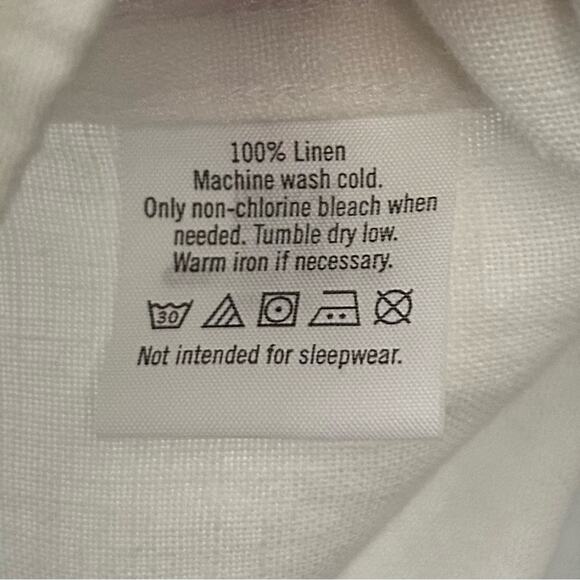 100% Linen
Machine wash cold.
Only non-chlorine bleach when
needed. Tumble dry low.
Warm iron if necessary.
30
Not intended for sleepwear.